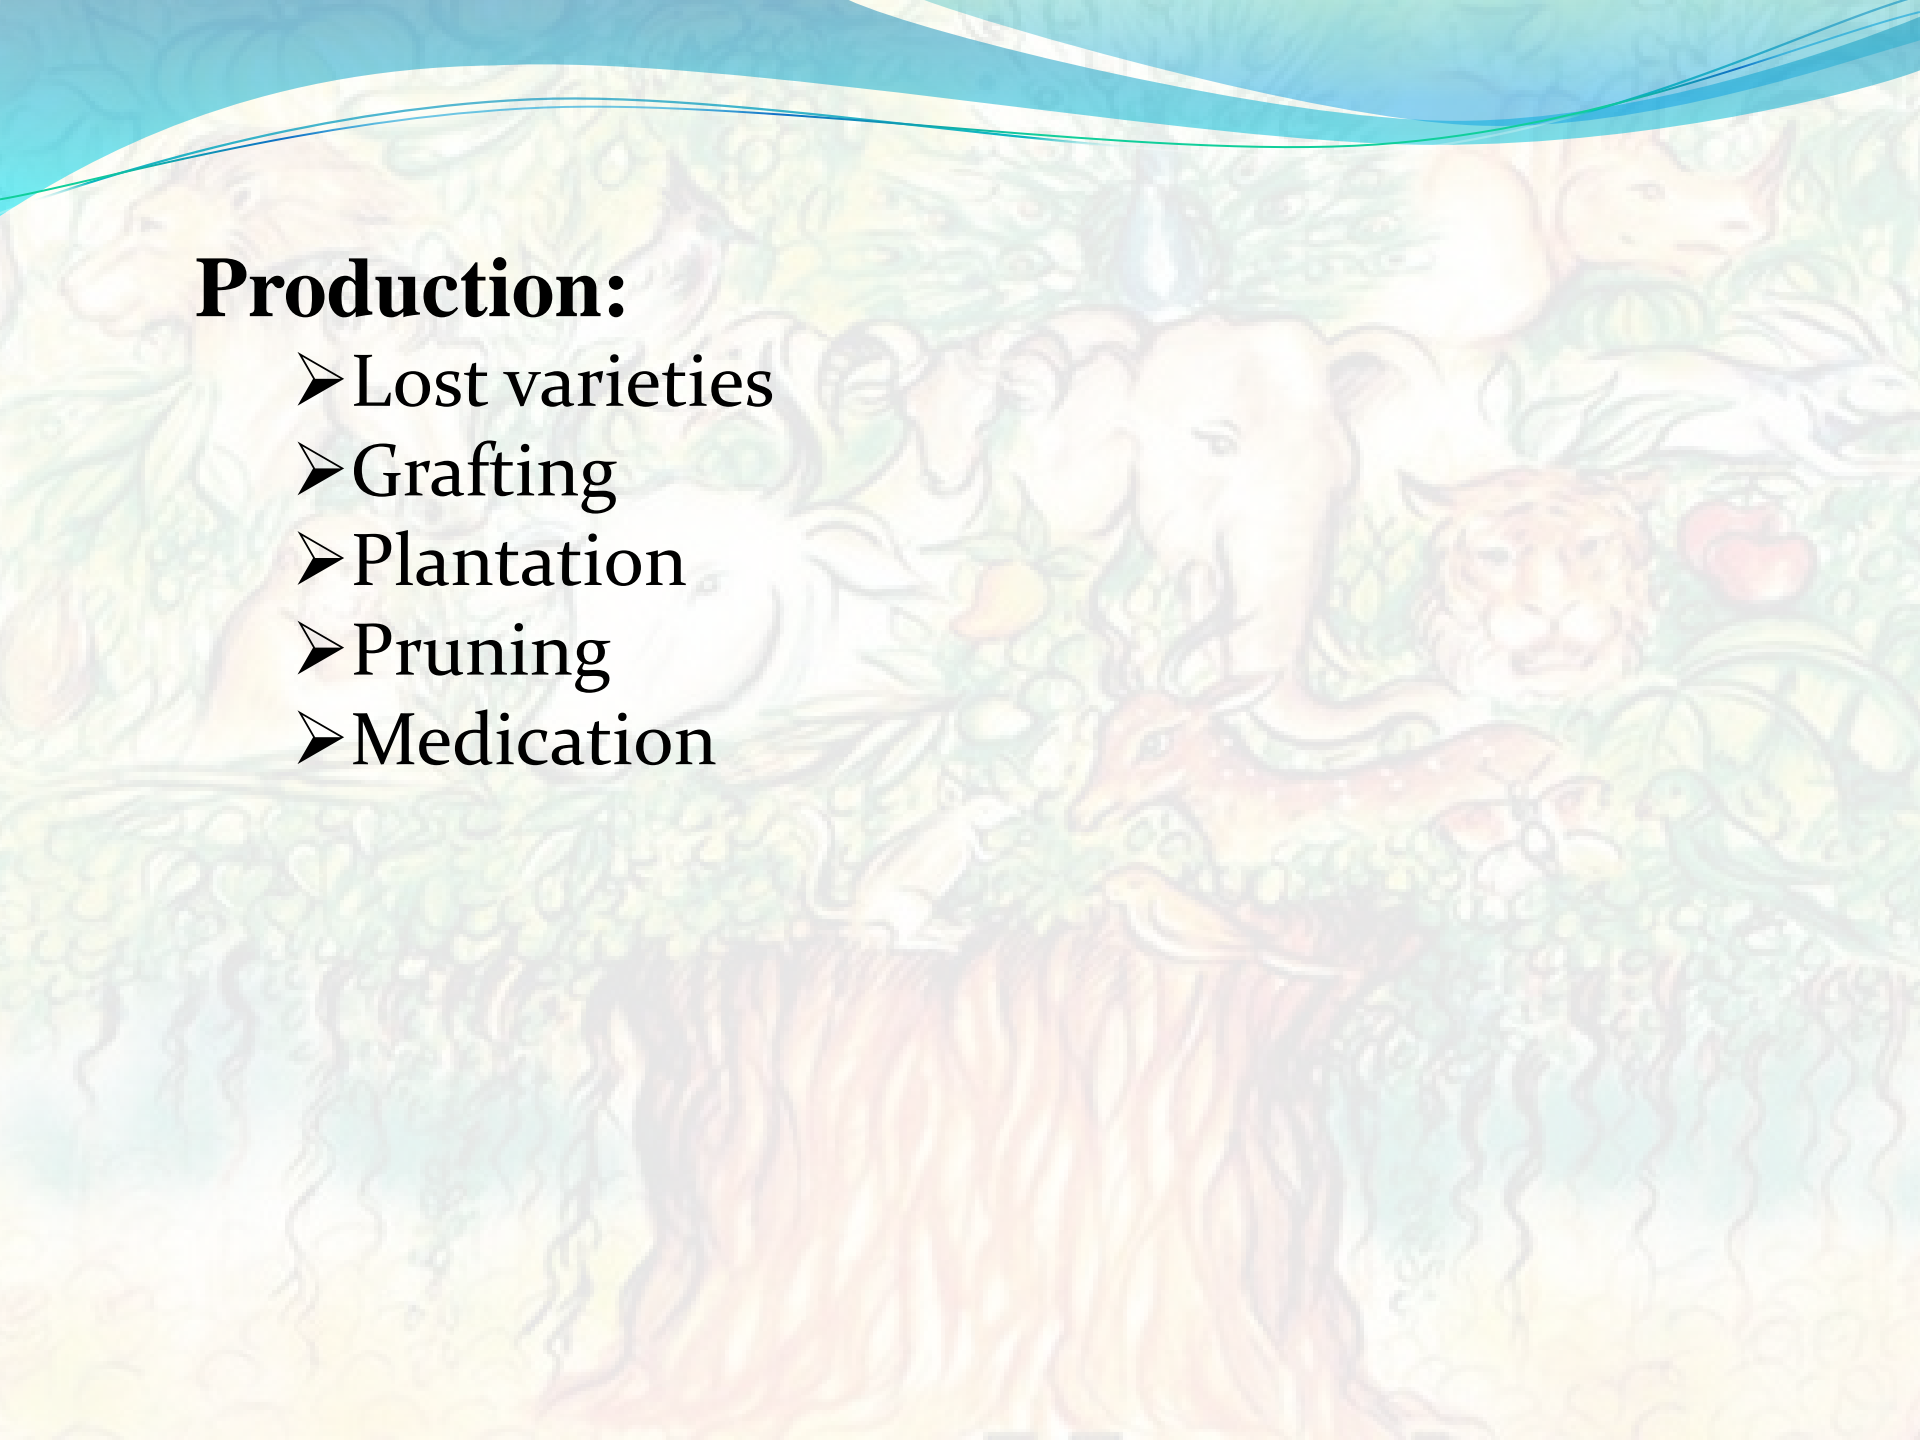 Production:
➢Lost varieties
➢Grafting
➢Plantation
➢Pruning
➢Medication